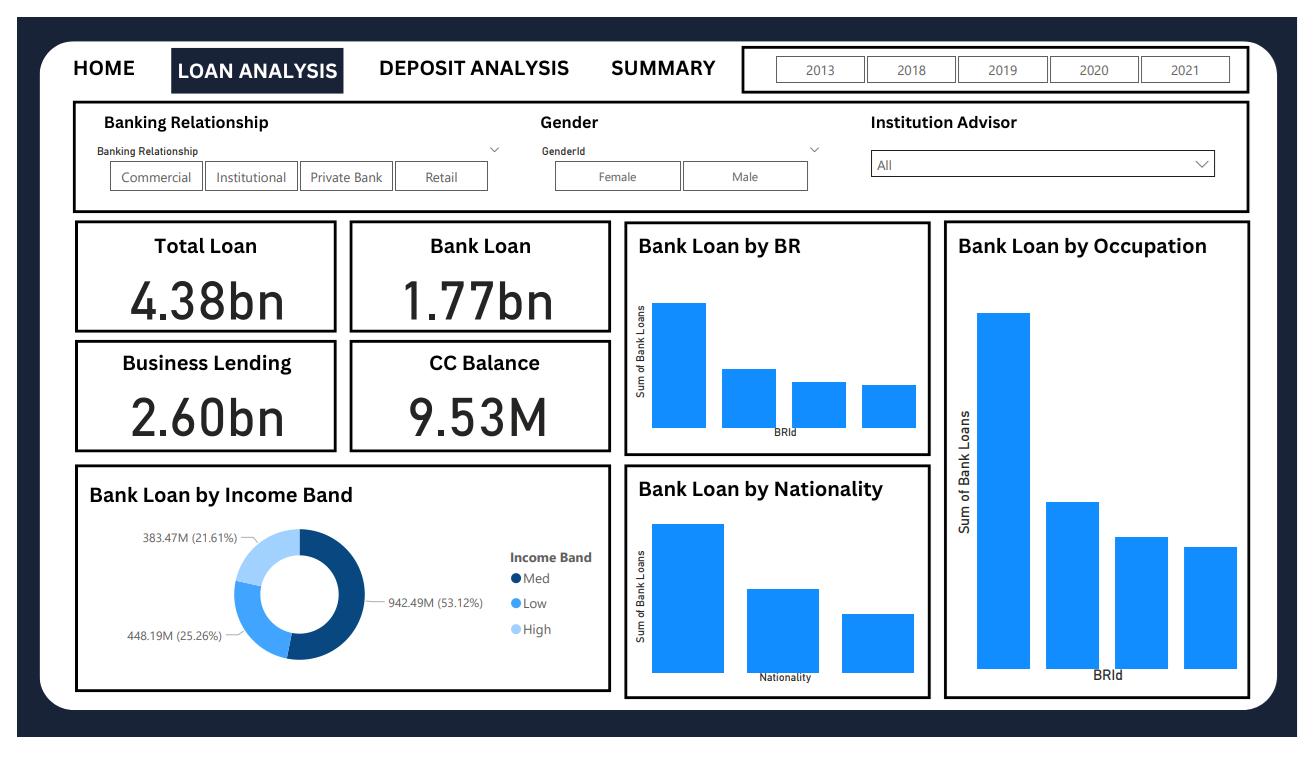 HOME LOAN ANALYSIS DEPOSIT ANALYSIS SUMMARY 2013 2018 2019 2020 2021
Banking Relationship
Banking Relationship
Commercial Institutional Private Bank Retail
Gender
GenderId
Female Male
Institution Advisor
All
Total Loan
4.38bn
Bank Loan
1.77bn
Business Lending
2.60bn
CC Balance
9.53M
Bank Loan by BR
Sum of Bank Loans
BRId
Bank Loan by Occupation
Sum of Bank Loans
BRId
Bank Loan by Income Band
383.47M (21.61%)
942.49M (53.12%)
448.19M (25.26%)
Income Band
Med
Low
High
Bank Loan by Nationality
Sum of Bank Loans
Nationality